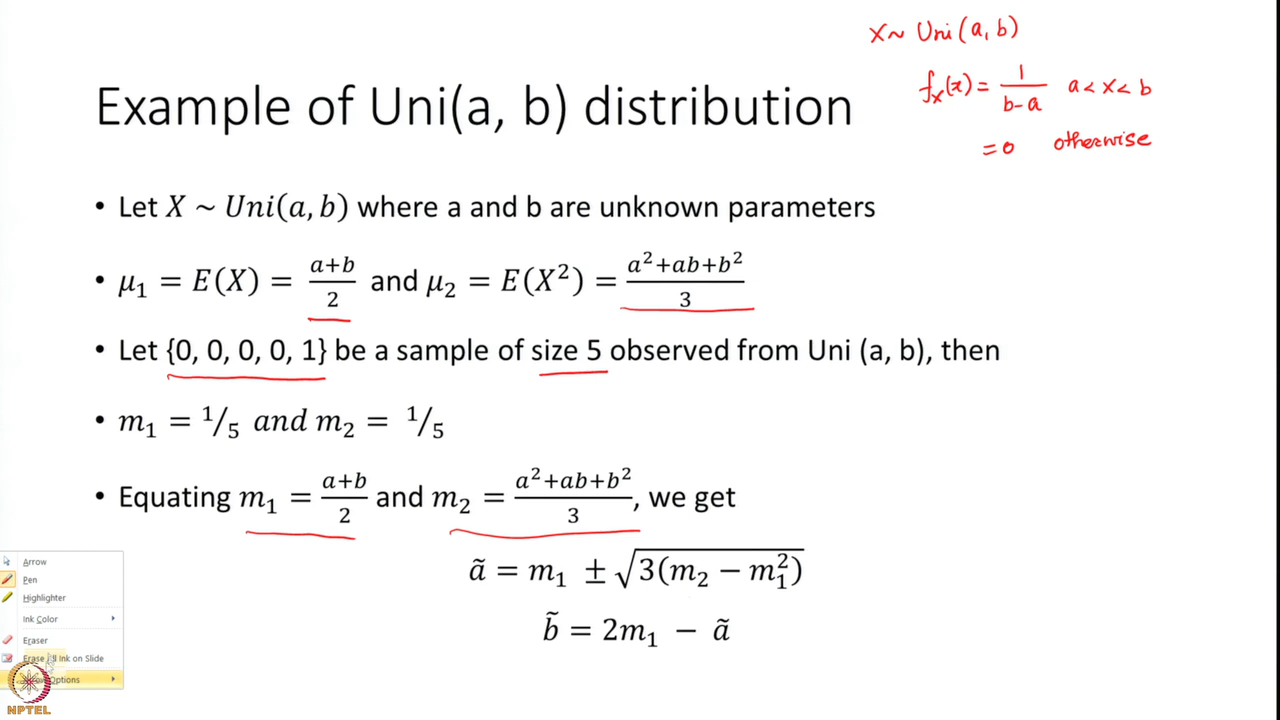 X ~ Uni (a, b)
Example of Uni(a, b) distribution
f_X(x) = 1/(b-a) a < x < b
= 0 otherwise
• Let X ~ Uni(a, b) where a and b are unknown parameters
• μ₁ = E(X) = (a+b)/2 and μ₂ = E(X²) = (a²+ab+b²)/3
• Let {0, 0, 0, 0, 1} be a sample of size 5 observed from Uni (a, b), then
• m₁ = 1/5 and m₂ = 1/5
• Equating m₁ = (a+b)/2 and m₂ = (a²+ab+b²)/3, we get
ã = m₁ ± √(3(m₂ − m₁²))
b̃ = 2m₁ − ã
Arrow
Pen
Highlighter
Ink Color
Eraser
Erase All Ink on Slide
Options
NPTEL